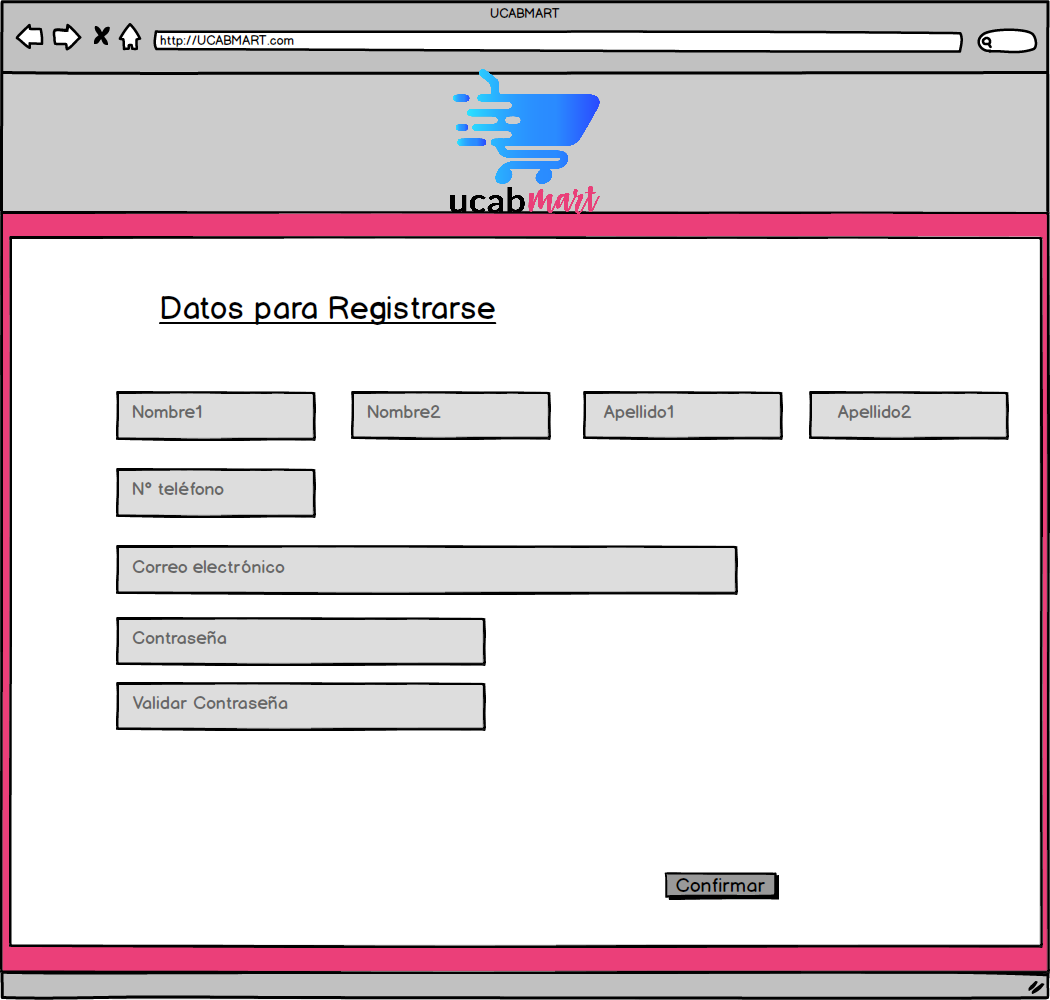 UCABMART
http://UCABMART.com
ucabmart
Datos para Registrarse
Nombre1 Nombre2 Apellido1 Apellido2
N° teléfono
Correo electrónico
Contraseña
Validar Contraseña
Confirmar